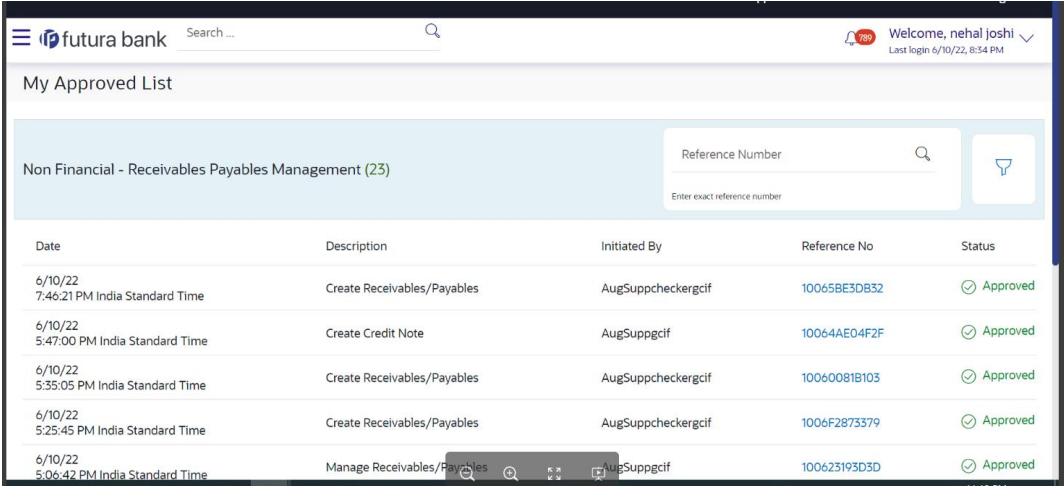 futura bank
Search ...
789
Welcome, nehal joshi
Last login 6/10/22, 8:34 PM
My Approved List
Non Financial - Receivables Payables Management (23)
Reference Number
Enter exact reference number
Date Description Initiated By Reference No Status
6/10/22
7:46:21 PM India Standard Time Create Receivables/Payables AugSuppcheckergcif 10065BE3DB32 Approved
6/10/22
5:47:00 PM India Standard Time Create Credit Note AugSuppgcif 10064AE04F2F Approved
6/10/22
5:35:05 PM India Standard Time Create Receivables/Payables AugSuppcheckergcif 10060081B103 Approved
6/10/22
5:25:45 PM India Standard Time Create Receivables/Payables AugSuppcheckergcif 1006F2873379 Approved
6/10/22
5:06:42 PM India Standard Time Manage Receivables/Payables AugSuppgcif 100623193D3D Approved